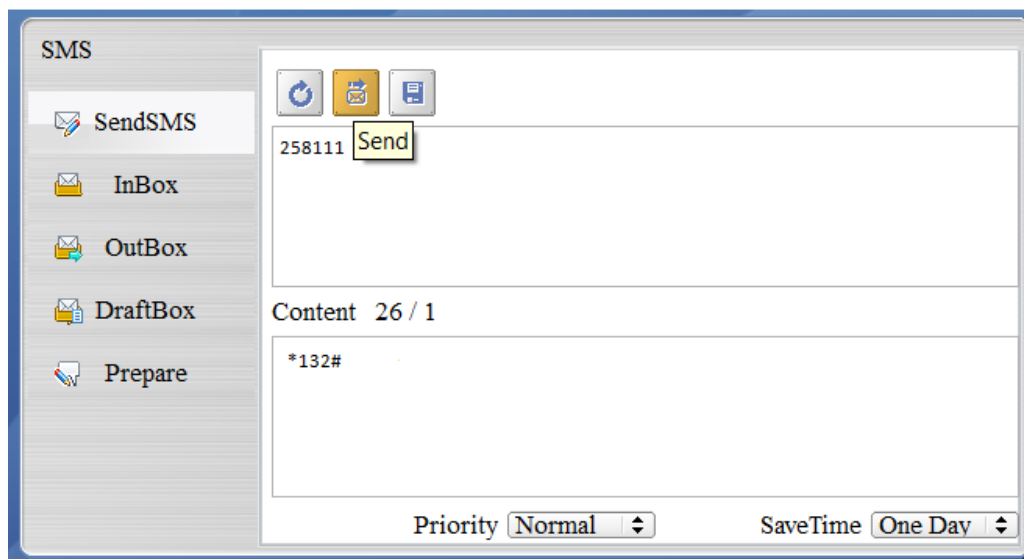 SMS
SendSMS
InBox
OutBox
DraftBox
Prepare
258111
Send
Content 26 / 1
*132#
Priority Normal SaveTime One Day